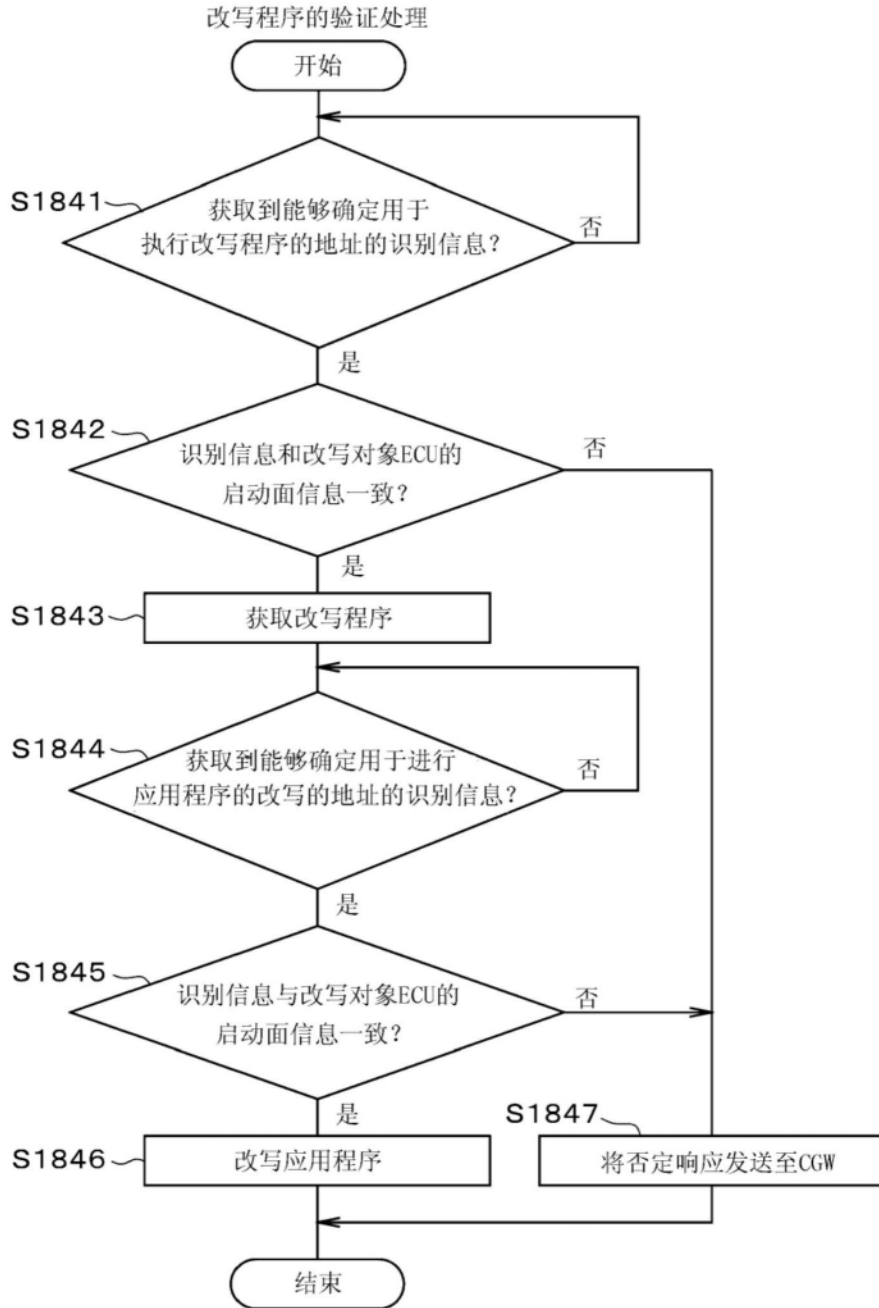 改写程序的验证处理
开始
S1841
获取到能够确定用于
执行改写程序的地址的识别信息?
否
是
S1842
识别信息和改写对象ECU的
启动面信息一致?
否
是
S1843
获取改写程序
S1844
获取到能够确定用于进行
应用程序的改写的地址的识别信息?
否
是
S1845
识别信息与改写对象ECU的
启动面信息一致?
否
是
S1846
改写应用程序
S1847
将否定响应发送至CGW
结束